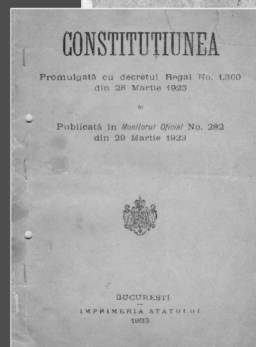 CONSTITUȚIUNEA
Promulgată cu decretul Regal No. 1.360
din 28 Martie 1923
și
Publicată în Monitorul Oficial No. 282
din 29 Martie 1923
BUCUREȘTI
IMPRIMERIA STATULUI
1923